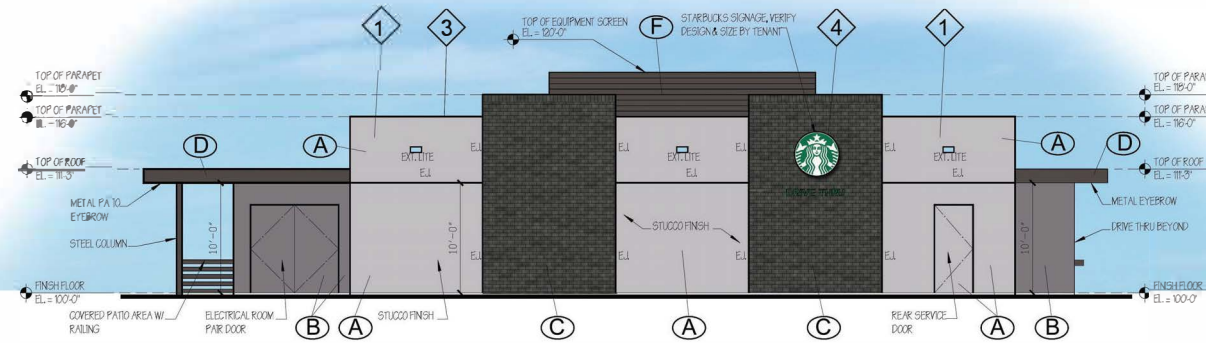 1
3
TOP OF EQUIPMENT SCREEN
EL. = 120'-0"
F
STARBUCKS SIGNAGE, VERIFY
DESIGN & SIZE BY TENANT
4
1
TOP OF PARAPET
EL. = 118'-0"
TOP OF PARAPET
EL. = 116'-0"
TOP OF ROOF
EL. = 111'-3"
D
A
EXT. LITE
E.J.
E.J.
E.J.
EXT. LITE
E.J.
E.J.
DRIVE THRU
E.J.
EXT. LITE
E.J.
A
D
TOP OF PARA
EL. = 118'-0"
TOP OF PARA
EL. = 116'-0"
TOP OF ROOF
EL. = 111'-3"
METAL PATIO
EYEBROW
STEEL COLUMN
10'-0"
10'-0"
E.J.
STUCCO FINISH
E.J.
E.J.
E.J.
10'-0"
METAL EYEBROW
DRIVE THRU BEYOND
FINISH FLOOR
EL. = 100'-0"
COVERED PATIO AREA W/
RAILING
ELECTRICAL ROOM
PAIR DOOR
B
A
STUCCO FINISH
C
A
C
REAR SERVICE
DOOR
A
B
FINISH FLOOR
EL. = 100'-0"